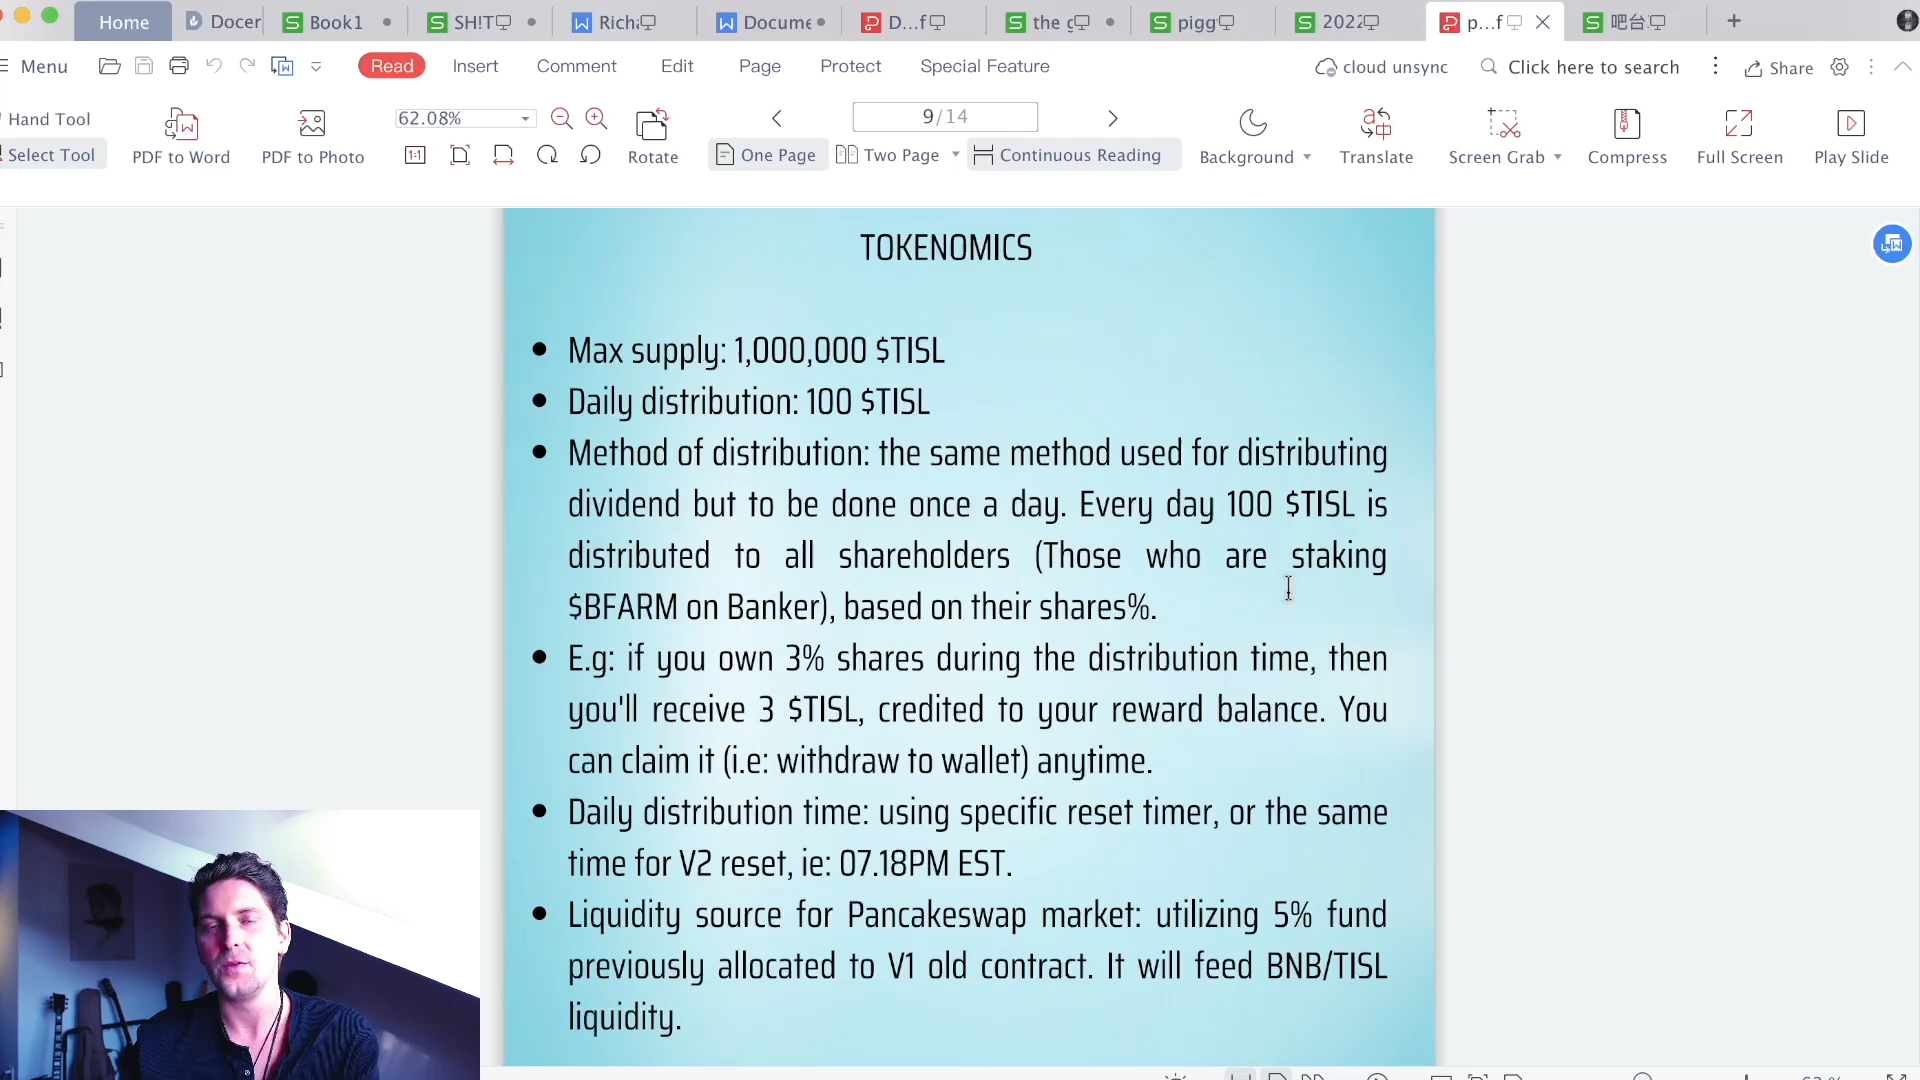 Home
Docer
Book1
SH!T
Rich
Docume
D...f
the g
pigg
2022
p...f
吧台
Menu
Read
Insert
Comment
Edit
Page
Protect
Special Feature
cloud unsync
Click here to search
Share
Hand Tool
Select Tool
PDF to Word
PDF to Photo
62.08%
1:1
Rotate
9/14
One Page
Two Page
Continuous Reading
Background
Translate
Screen Grab
Compress
Full Screen
Play Slide
TOKENOMICS
• Max supply: 1,000,000 $TISL
• Daily distribution: 100 $TISL
• Method of distribution: the same method used for distributing
dividend but to be done once a day. Every day 100 $TISL is
distributed to all shareholders (Those who are staking
$BFARM on Banker), based on their shares%.
• E.g: if you own 3% shares during the distribution time, then
you'll receive 3 $TISL, credited to your reward balance. You
can claim it (i.e: withdraw to wallet) anytime.
• Daily distribution time: using specific reset timer, or the same
time for V2 reset, ie: 07.18PM EST.
• Liquidity source for Pancakeswap market: utilizing 5% fund
previously allocated to V1 old contract. It will feed BNB/TISL
liquidity.